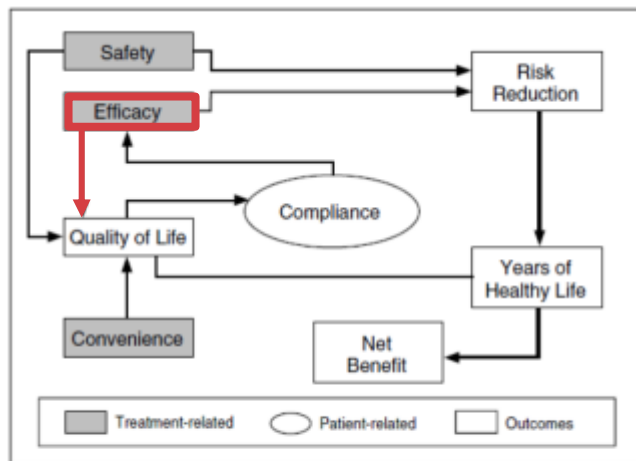 Safety
Efficacy
Risk
Reduction
Compliance
Quality of Life
Years of
Healthy Life
Convenience
Net
Benefit
Treatment-related
Patient-related
Outcomes